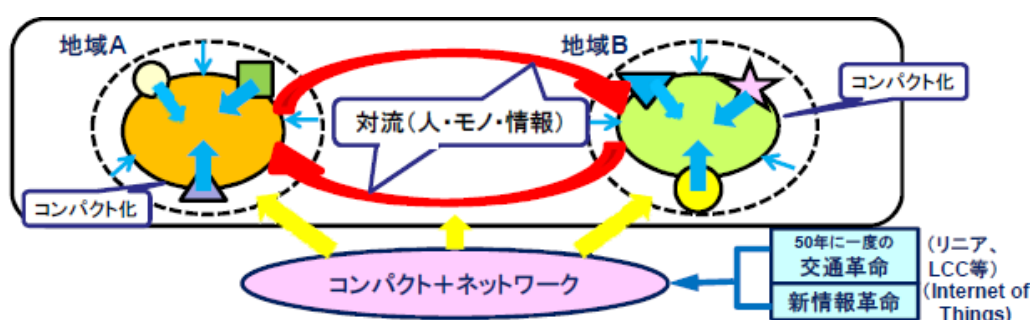 地域A
地域B
コンパクト化
対流(人・モノ・情報)
コンパクト化
コンパクト+ネットワーク
50年に一度の
交通革命
新情報革命
(リニア、
LCC等)
(Internet of
Things)